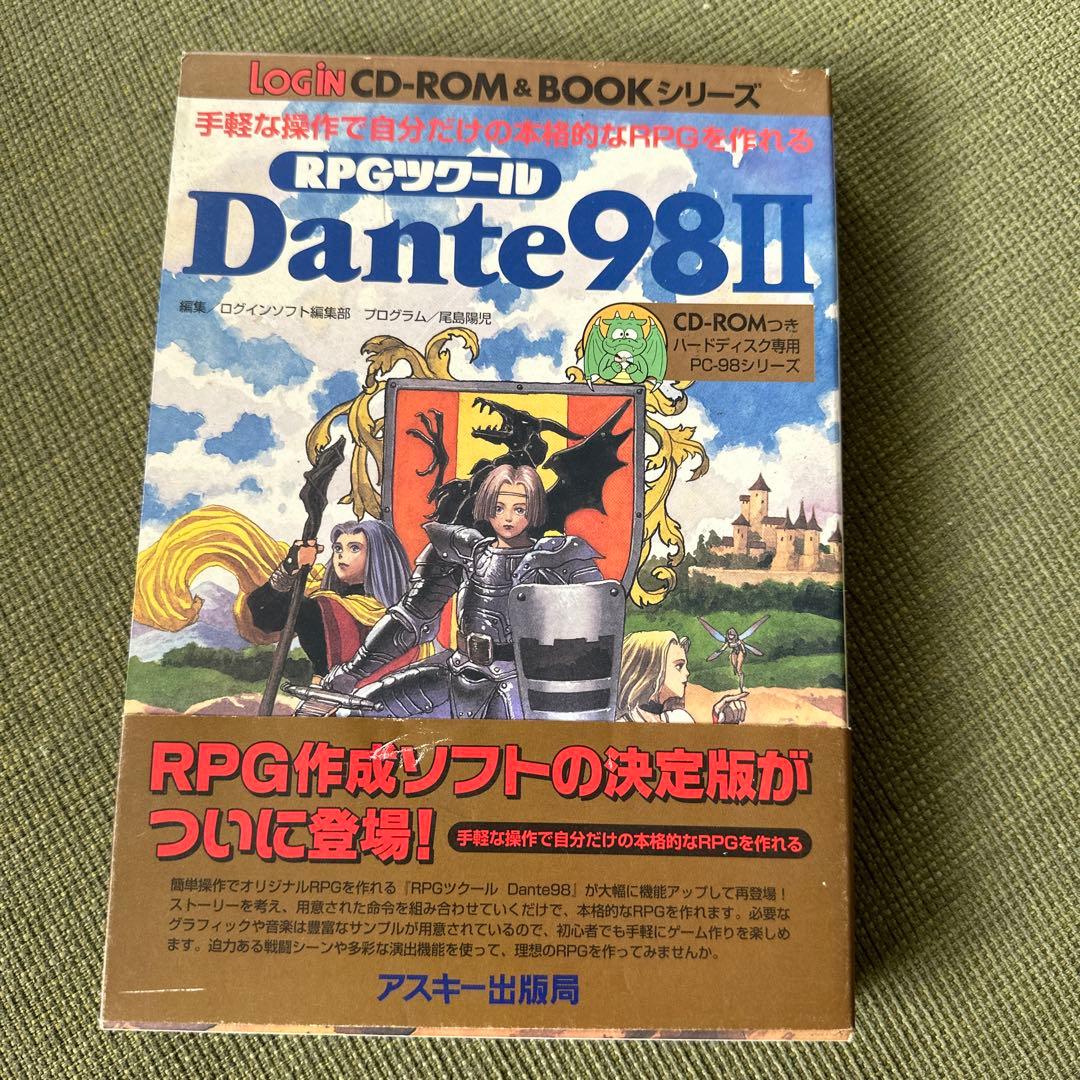 LOGiN CD-ROM & BOOKシリーズ
手軽な操作で自分だけの本格的なRPGを作れる
RPGツクール
Dante98II
編集／ログインソフト編集部　プログラム／尾島陽児
CD-ROMつき
ハードディスク専用
PC-98シリーズ
RPG作成ソフトの決定版が
ついに登場!
手軽な操作で自分だけの本格的なRPGを作れる
簡単操作でオリジナルRPGを作れる『RPGツクール　Dante98』が大幅に機能アップして再登場！
ストーリーを考え、用意された命令を組み合わせていくだけで、本格的なRPGを作れます。必要な
グラフィックや音楽は豊富なサンプルが用意されているので、初心者でも手軽にゲーム作りを楽しめ
ます。迫力ある戦闘シーンや多彩な演出機能を使って、理想のRPGを作ってみませんか。
アスキー出版局